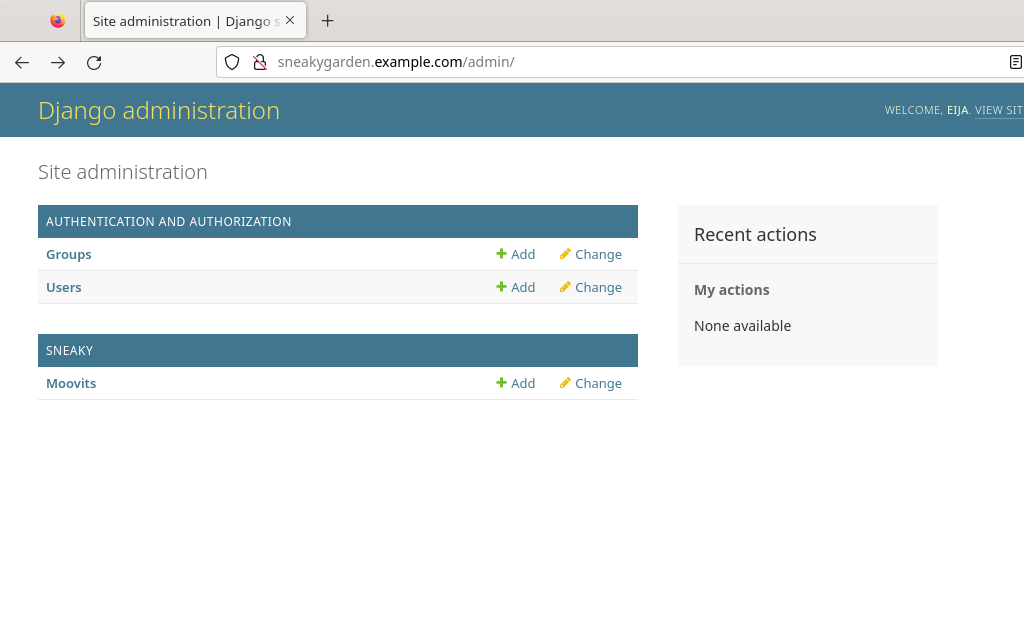 Site administration | Django s
sneakygarden.example.com/admin/
Django administration
WELCOME, EIJA. VIEW SIT
Site administration
AUTHENTICATION AND AUTHORIZATION
Groups Add Change
Users Add Change
SNEAKY
Moovits Add Change
Recent actions
My actions
None available